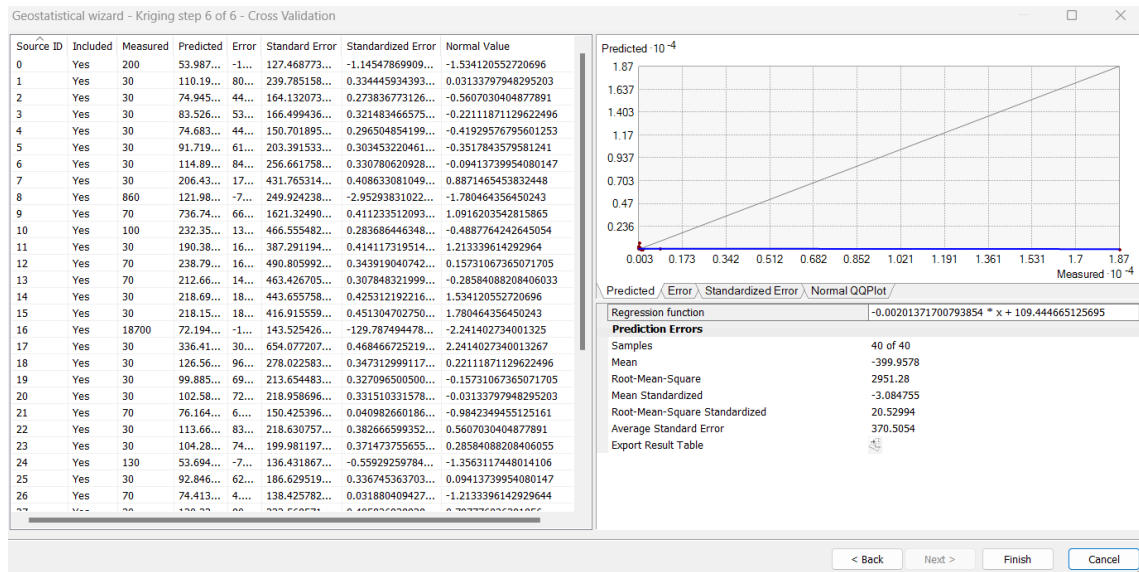 Geostatistical wizard - Kriging step 6 of 6 - Cross Validation
Source ID Included Measured Predicted Error Standard Error Standardized Error Normal Value
0 Yes 200 53.987... -1... 127.468773... -1.14547869909... -1.534120552720696
1 Yes 30 110.19... 80... 239.785158... 0.334445934393... 0.03133797948295203
2 Yes 30 74.945... 44... 164.132073... 0.273836773126... -0.5607030404877891
3 Yes 30 83.526... 53... 166.499436... 0.321483466575... -0.22111871129622496
4 Yes 30 74.683... 44... 150.701895... 0.296504854199... -0.41929576795601253
5 Yes 30 91.719... 61... 203.391533... 0.303453220461... -0.3517843579581241
6 Yes 30 114.89... 84... 256.661758... 0.330780620928... -0.09413739954080147
7 Yes 30 206.43... 17... 431.765314... 0.408633081049... 0.8871465453832448
8 Yes 860 121.98... -7... 249.924238... -2.95293831022... -1.780464356450243
9 Yes 70 736.74... 66... 1621.32490... 0.411233512093... 1.0916203542815865
10 Yes 100 232.35... 13... 466.555482... 0.283686446348... -0.4887764242645054
11 Yes 30 190.38... 16... 387.291194... 0.414117319514... 1.213339614292964
12 Yes 70 238.79... 16... 490.805992... 0.343919040742... 0.15731067365071705
13 Yes 70 212.66... 14... 463.426705... 0.307848321999... -0.28584088208406033
14 Yes 30 218.69... 18... 443.655758... 0.425312192216... 1.534120552720696
15 Yes 30 218.15... 18... 416.915559... 0.451304702750... 1.780464356450243
16 Yes 18700 72.194... -1... 143.525426... -129.787494478... -2.241402734001325
17 Yes 30 336.41... 30... 654.077207... 0.468466725219... 2.2414027340013267
18 Yes 30 126.56... 96... 278.022583... 0.347312999117... 0.22111871129622496
19 Yes 30 99.885... 69... 213.654483... 0.327096500500... -0.15731067365071705
20 Yes 30 102.58... 72... 218.958696... 0.331510331578... -0.03133797948295203
21 Yes 70 76.164... 6.... 150.425396... 0.040982660186... -0.9842349455125161
22 Yes 30 113.66... 83... 218.630757... 0.382666599352... 0.5607030404877891
23 Yes 30 104.28... 74... 199.981197... 0.371473755655... 0.28584088208406055
24 Yes 130 53.694... -7... 136.431867... -0.55929259784... -1.3563117448014106
25 Yes 30 92.846... 62... 186.629519... 0.336745363703... 0.09413739954080147
26 Yes 70 74.413... 4.... 138.425782... 0.031880409427... -1.2133396142929644
Predicted ·10 -4
1.87
1.637
1.403
1.17
0.937
0.703
0.47
0.236
0.003 0.173 0.342 0.512 0.682 0.852 1.021 1.191 1.361 1.531 1.7 1.87
Measured ·10 -4
Predicted Error Standardized Error Normal QQPlot
Regression function -0.00201371700793854 * x + 109.444665125695
Prediction Errors
Samples 40 of 40
Mean -399.9578
Root-Mean-Square 2951.28
Mean Standardized -3.084755
Root-Mean-Square Standardized 20.52994
Average Standard Error 370.5054
Export Result Table
< Back Next > Finish Cancel